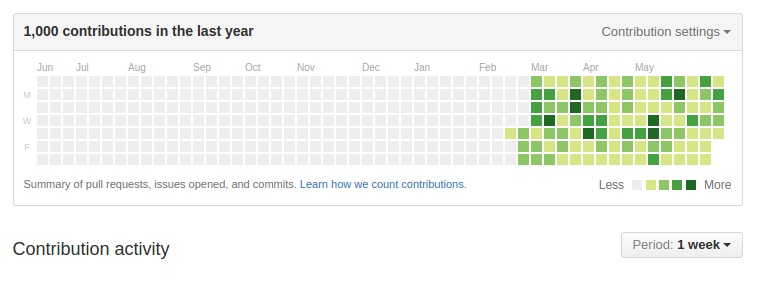 1,000 contributions in the last year
Contribution settings
Jun Jul Aug Sep Oct Nov Dec Jan Feb Mar Apr May
M
W
F
Summary of pull requests, issues opened, and commits. Learn how we count contributions.
Less More
Contribution activity
Period: 1 week